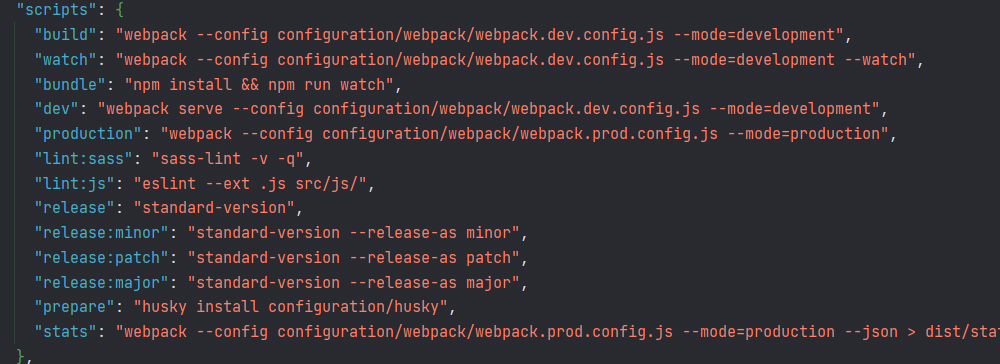 "scripts": {
"build": "webpack --config configuration/webpack/webpack.dev.config.js --mode=development",
"watch": "webpack --config configuration/webpack/webpack.dev.config.js --mode=development --watch",
"bundle": "npm install && npm run watch",
"dev": "webpack serve --config configuration/webpack/webpack.dev.config.js --mode=development",
"production": "webpack --config configuration/webpack/webpack.prod.config.js --mode=production",
"lint:sass": "sass-lint -v -q",
"lint:js": "eslint --ext .js src/js/",
"release": "standard-version",
"release:minor": "standard-version --release-as minor",
"release:patch": "standard-version --release-as patch",
"release:major": "standard-version --release-as major",
"prepare": "husky install configuration/husky",
"stats": "webpack --config configuration/webpack/webpack.prod.config.js --mode=production --json > dist/sta
},